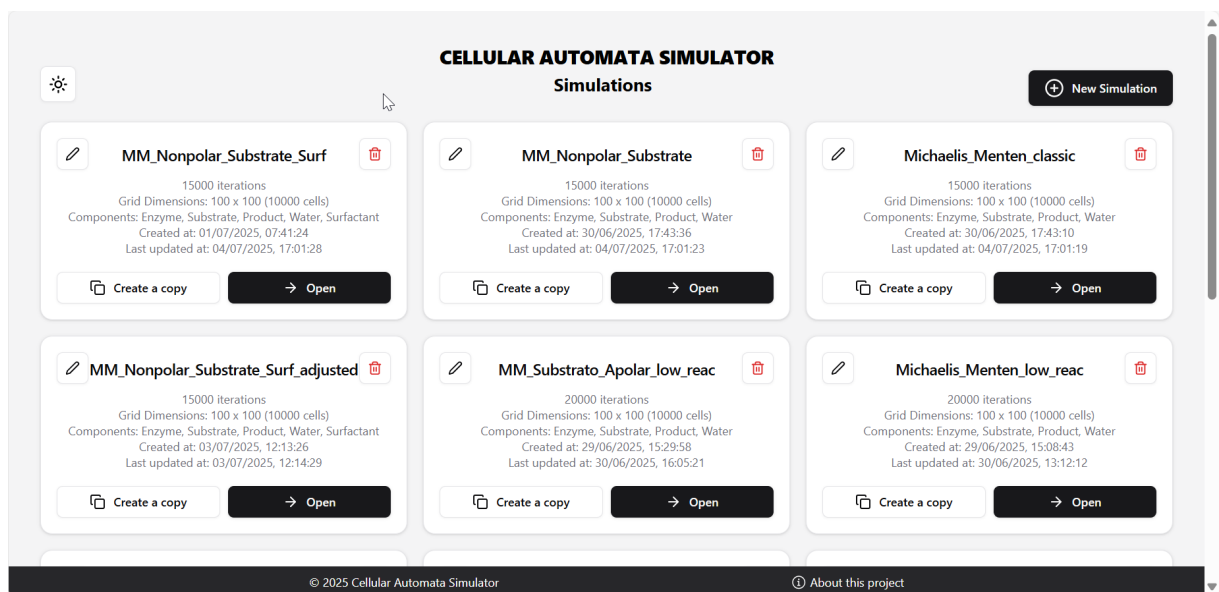 CELLULAR AUTOMATA SIMULATOR
Simulations
New Simulation
MM_Nonpolar_Substrate_Surf
15000 iterations
Grid Dimensions: 100 x 100 (10000 cells)
Components: Enzyme, Substrate, Product, Water, Surfactant
Created at: 01/07/2025, 07:41:24
Last updated at: 04/07/2025, 17:01:28
Create a copy
Open
MM_Nonpolar_Substrate
15000 iterations
Grid Dimensions: 100 x 100 (10000 cells)
Components: Enzyme, Substrate, Product, Water
Created at: 30/06/2025, 17:43:36
Last updated at: 04/07/2025, 17:01:23
Create a copy
Open
Michaelis_Menten_classic
15000 iterations
Grid Dimensions: 100 x 100 (10000 cells)
Components: Enzyme, Substrate, Product, Water
Created at: 30/06/2025, 17:43:10
Last updated at: 04/07/2025, 17:01:19
Create a copy
Open
MM_Nonpolar_Substrate_Surf_adjusted
15000 iterations
Grid Dimensions: 100 x 100 (10000 cells)
Components: Enzyme, Substrate, Product, Water, Surfactant
Created at: 03/07/2025, 12:13:26
Last updated at: 03/07/2025, 12:14:29
Create a copy
Open
MM_Substrato_Apolar_low_reac
20000 iterations
Grid Dimensions: 100 x 100 (10000 cells)
Components: Enzyme, Substrate, Product, Water
Created at: 29/06/2025, 15:29:58
Last updated at: 30/06/2025, 16:05:21
Create a copy
Open
Michaelis_Menten_low_reac
20000 iterations
Grid Dimensions: 100 x 100 (10000 cells)
Components: Enzyme, Substrate, Product, Water
Created at: 29/06/2025, 15:08:43
Last updated at: 30/06/2025, 13:12:12
Create a copy
Open
© 2025 Cellular Automata Simulator
About this project